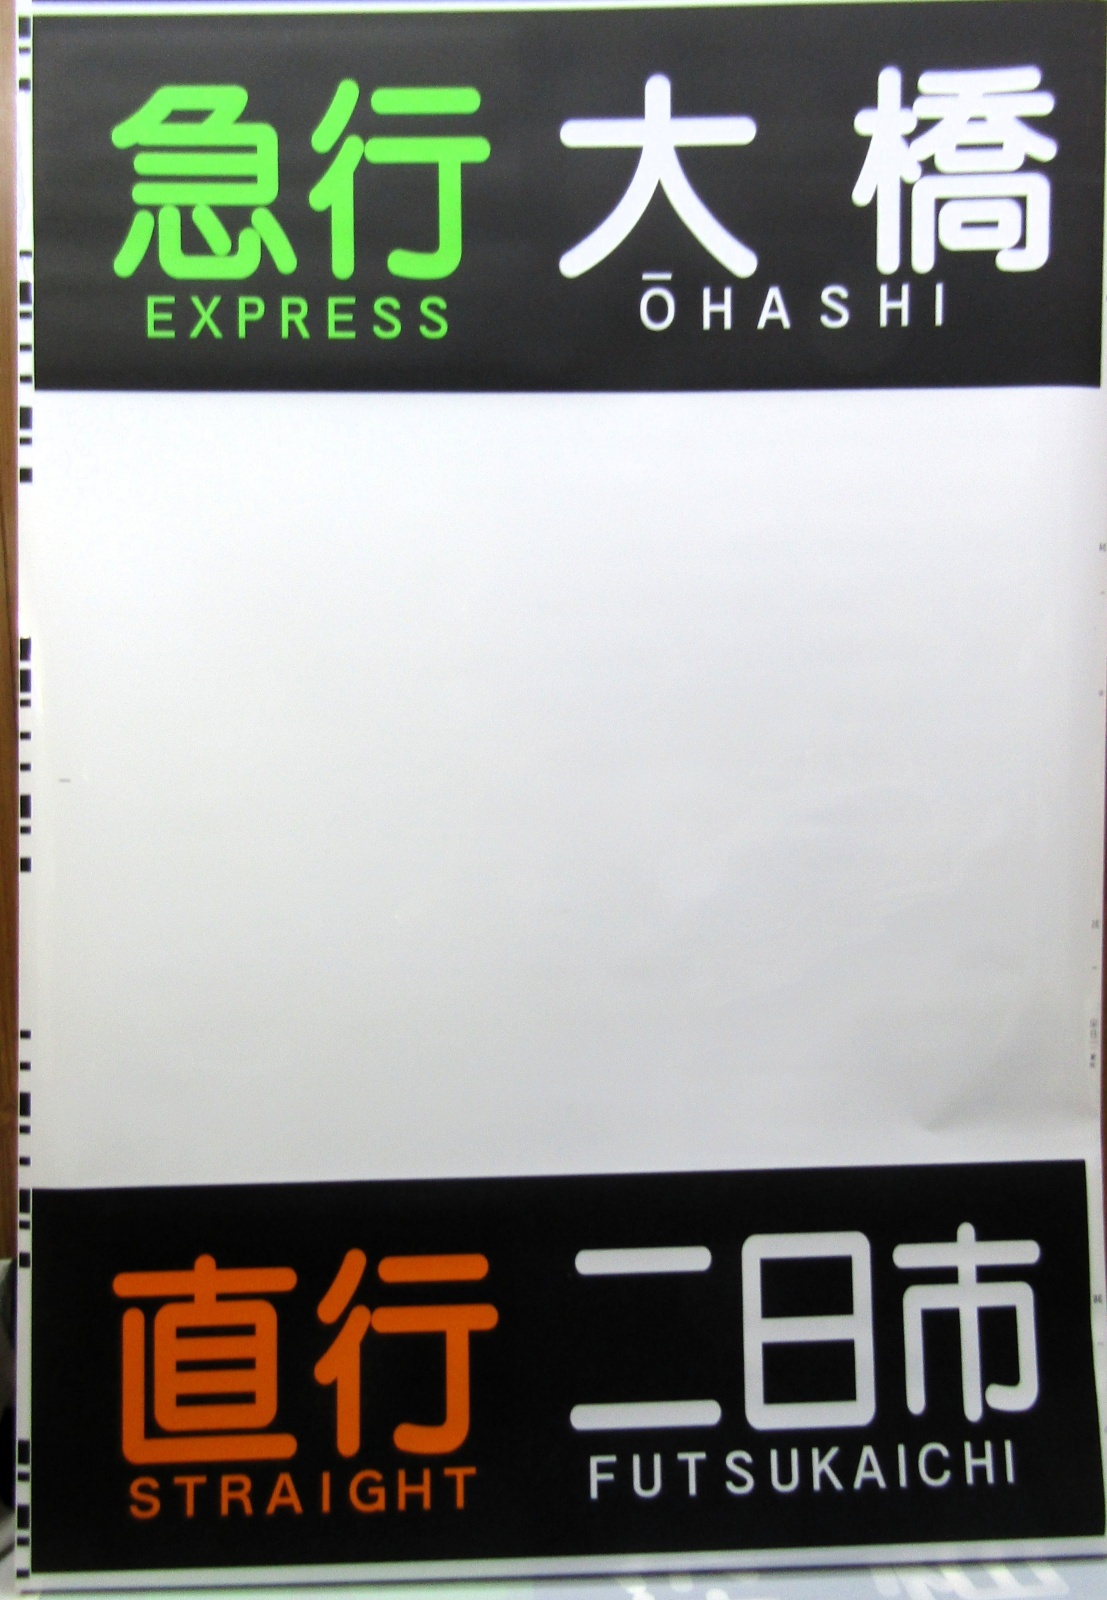 急行 大橋
EXPRESS ŌHASHI
直行 二日市
STRAIGHT FUTSUKAICHI